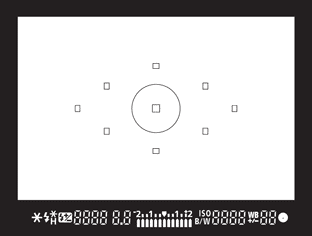 *H 8888 8.8 -2..1..▼..1..+2 ISO 8888 WB 88
B/W +/–